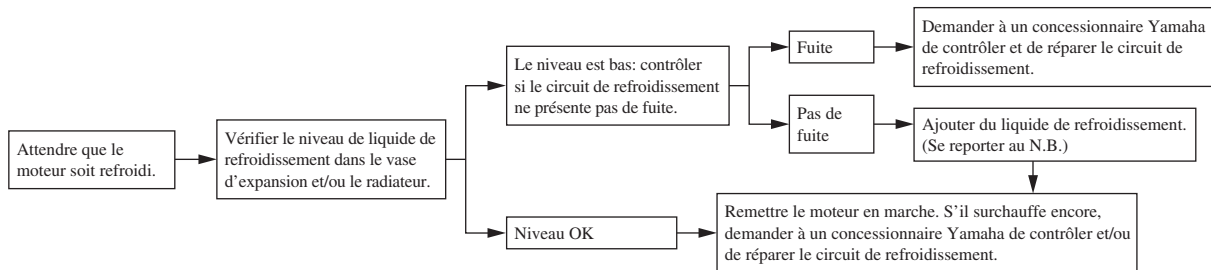 Attendre que le
moteur soit refroidi.
Vérifier le niveau de liquide de
refroidissement dans le vase
d’expansion et/ou le radiateur.
Le niveau est bas: contrôler
si le circuit de refroidissement
ne présente pas de fuite.
Fuite
Demander à un concessionnaire Yamaha
de contrôler et de réparer le circuit de
refroidissement.
Pas de
fuite
Ajouter du liquide de refroidissement.
(Se reporter au N.B.)
Niveau OK
Remettre le moteur en marche. S’il surchauffe encore,
demander à un concessionnaire Yamaha de contrôler et/ou
de réparer le circuit de refroidissement.